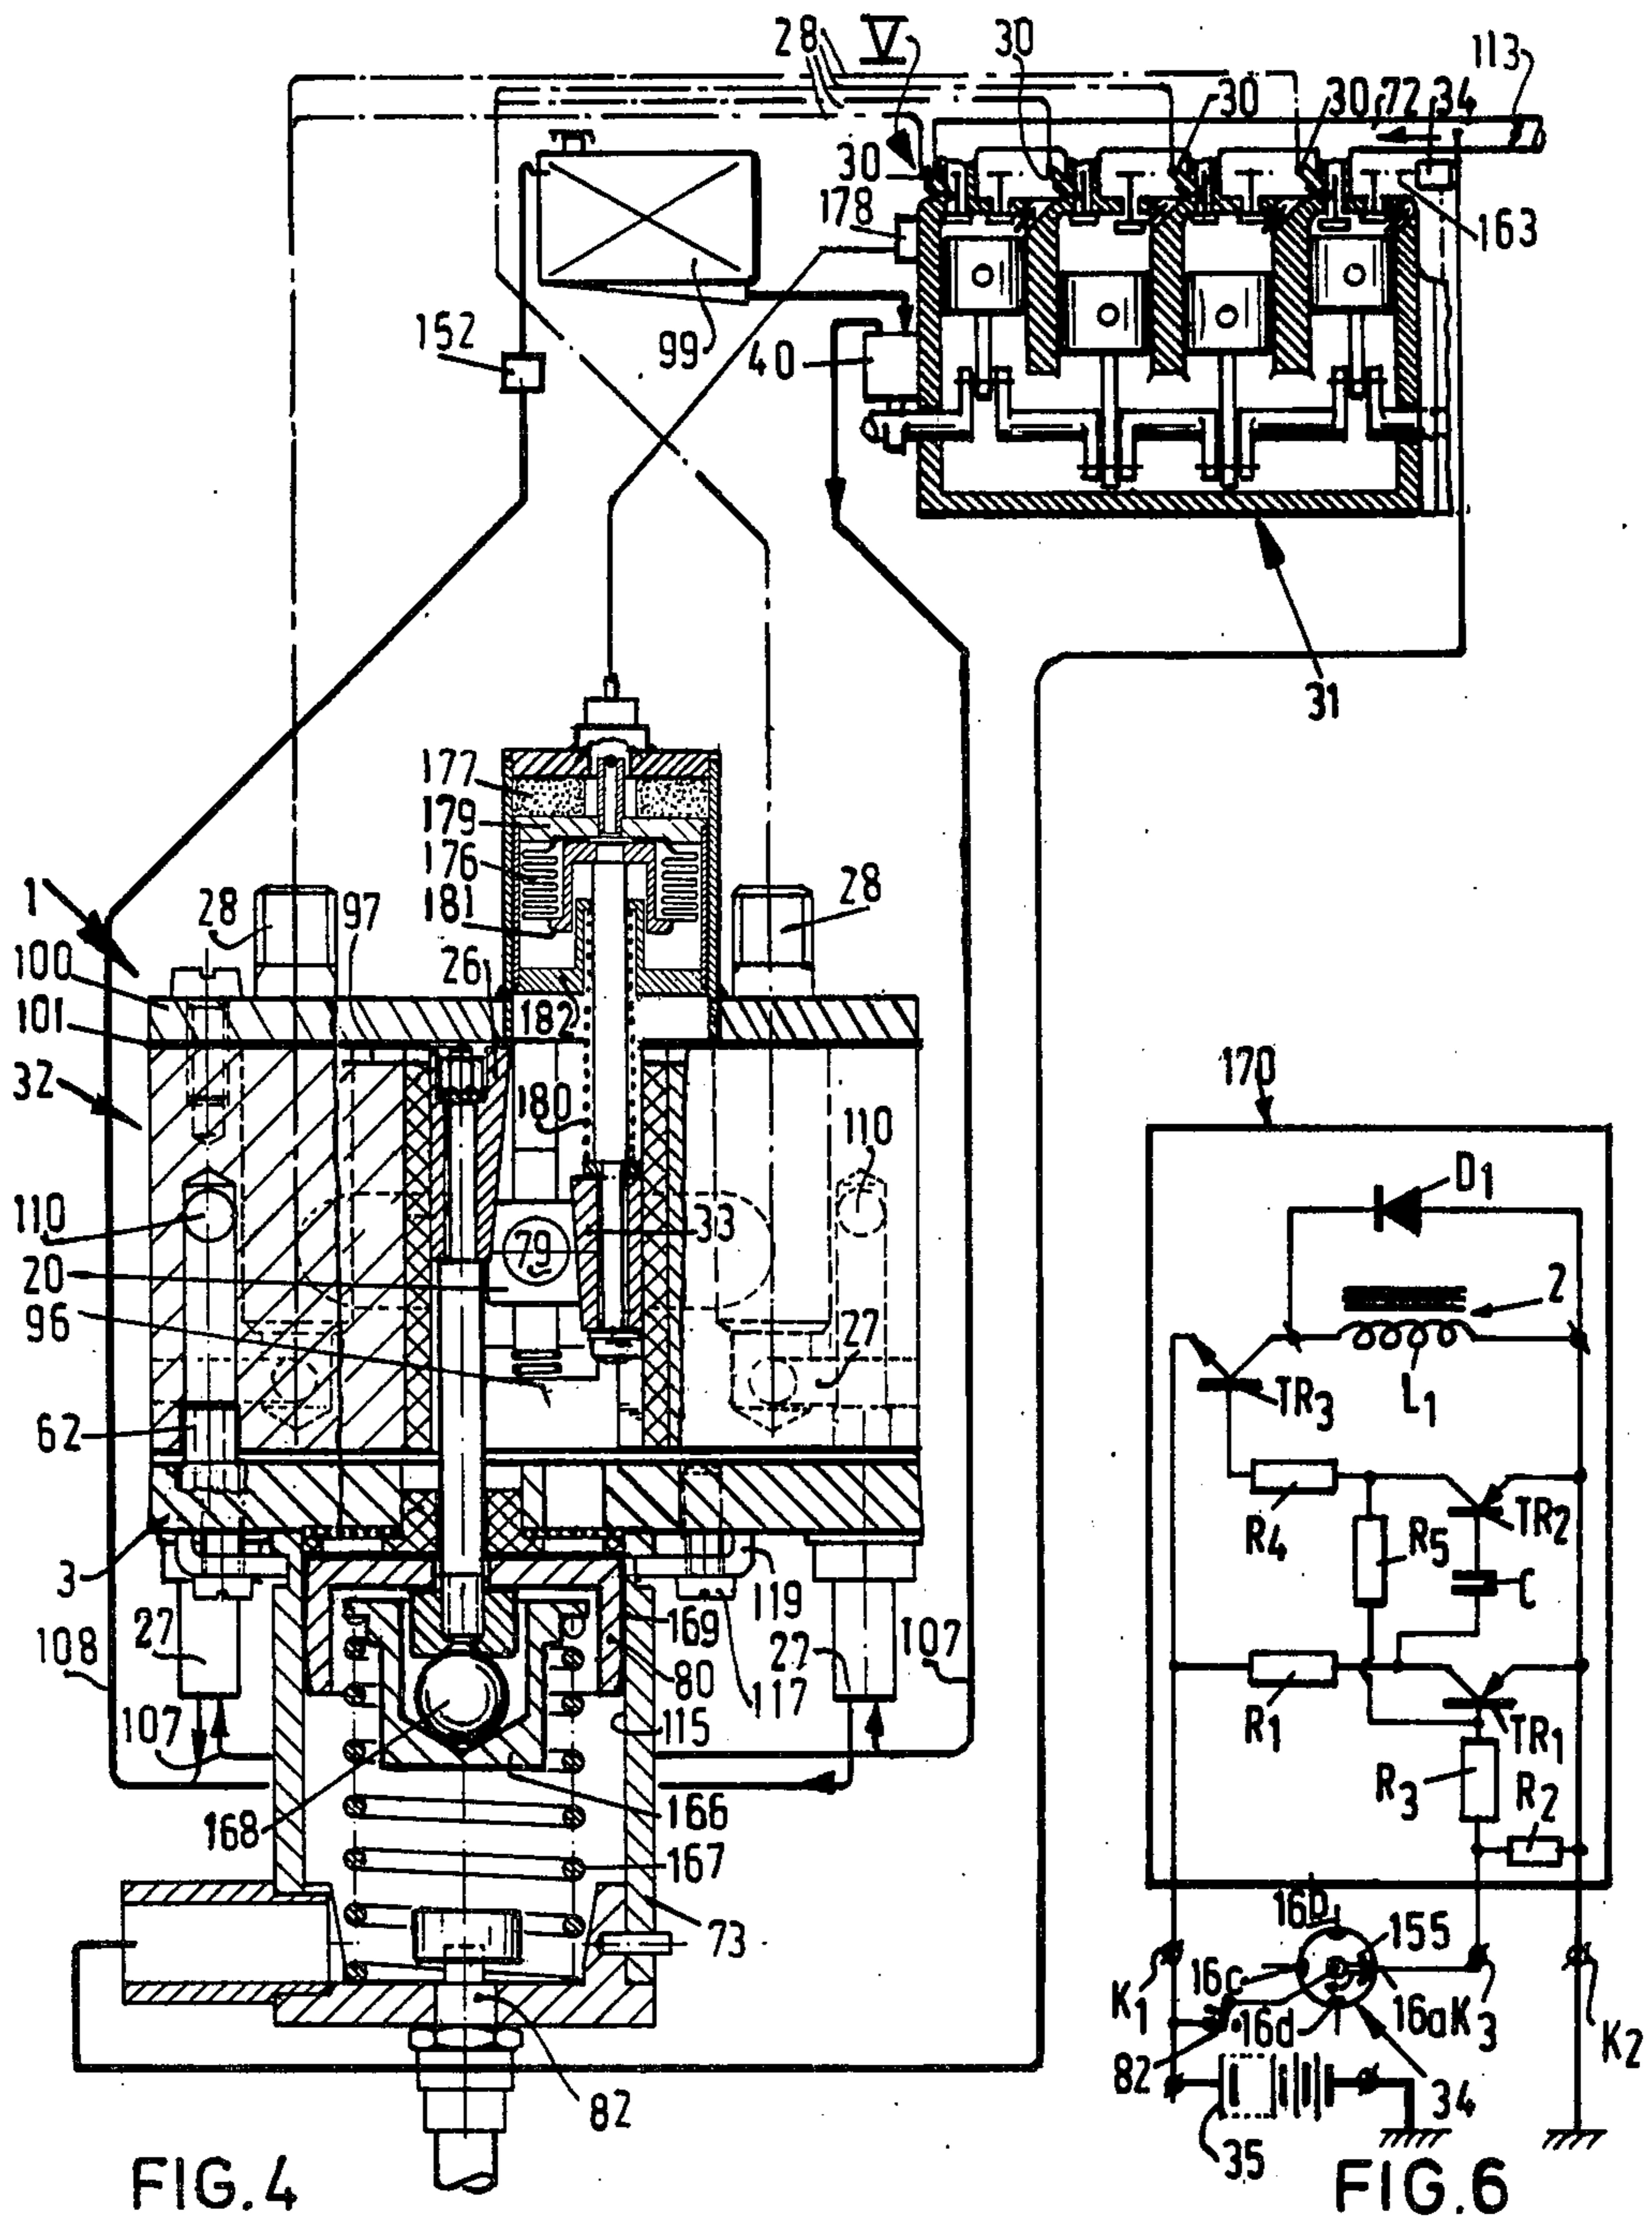 28 V 30 113
30 30 72 34
30
178 163
152 99 40
31
177
179
176
181
1 28 97 28
100 26
101 182
32 180 110
110 33
79
20
96 27
62
3 119
169
108 27 27 107
80
117
107 115
168 166
167
73
82
FIG.4
170
D1
2
TR3 L1
R4 R5 TR2
C
R1 TR1
R3 R2
16b 155
K1 16c 16a K3
16d K2
82 34
35
FIG.6